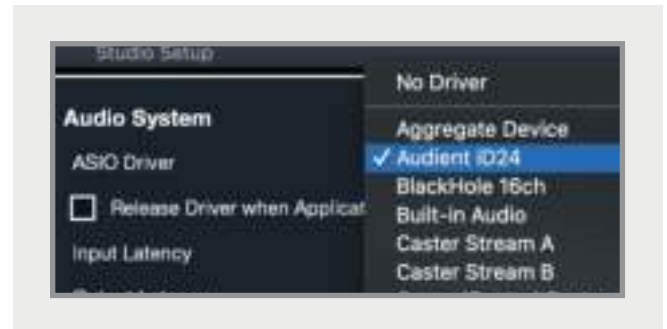 Studio Setup
Audio System
ASIO Driver
Release Driver when Applicat
Input Latency
No Driver
Aggregate Device
✓ Audient iD24
BlackHole 16ch
Built-in Audio
Caster Stream A
Caster Stream B